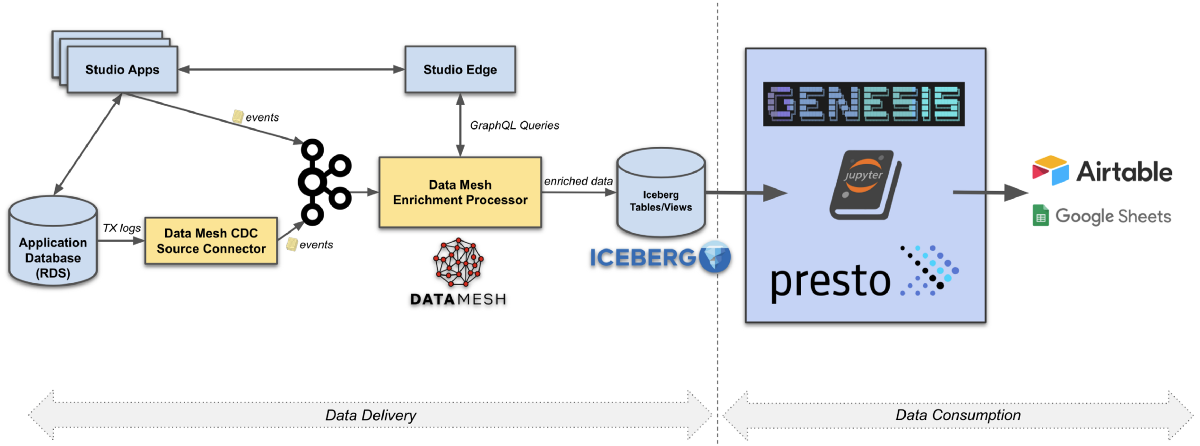 Studio Apps
Studio Edge
events
GraphQL Queries
Data Mesh
Enrichment Processor
enriched data
Iceberg
Tables/Views
Application
Database
(RDS)
TX logs
Data Mesh CDC
Source Connector
events
DATAMESH
ICEBERG
GENESIS
jupyter
presto
Airtable
Google Sheets
Data Delivery
Data Consumption